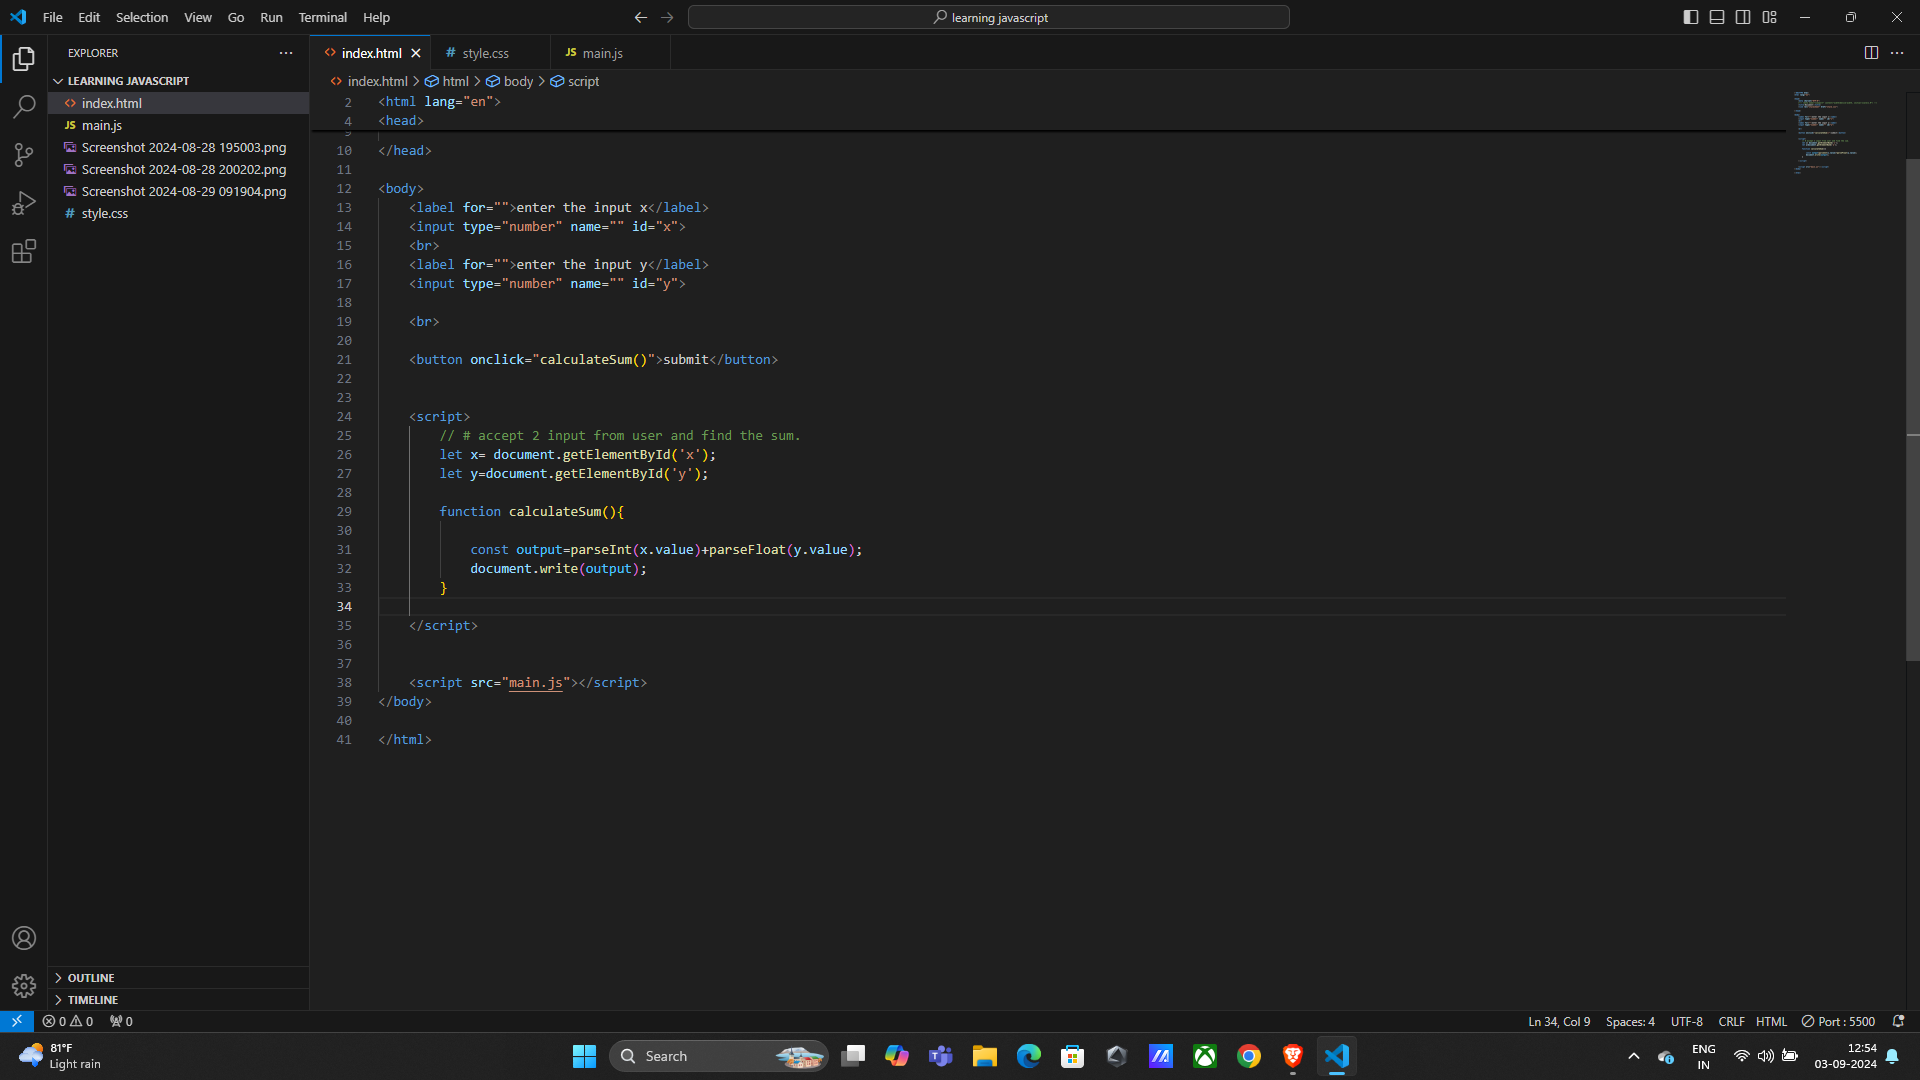 File Edit Selection View Go Run Terminal Help
learning javascript
EXPLORER
LEARNING JAVASCRIPT
index.html
JS main.js
Screenshot 2024-08-28 195003.png
Screenshot 2024-08-28 200202.png
Screenshot 2024-08-29 091904.png
# style.css
OUTLINE
TIMELINE
index.html
# style.css
JS main.js
index.html > html > body > script
2 <html lang="en">
4 <head>
9
10 </head>
11
12 <body>
13 <label for="">enter the input x</label>
14 <input type="number" name="" id="x">
15 <br>
16 <label for="">enter the input y</label>
17 <input type="number" name="" id="y">
18
19 <br>
20
21 <button onclick="calculateSum()">submit</button>
22
23
24 <script>
25 // # accept 2 input from user and find the sum.
26 let x= document.getElementById('x');
27 let y=document.getElementById('y');
28
29 function calculateSum(){
30
31 const output=parseInt(x.value)+parseFloat(y.value);
32 document.write(output);
33 }
34
35 </script>
36
37
38 <script src="main.js"></script>
39 </body>
40
41 </html>
0 0 0
Ln 34, Col 9 Spaces: 4 UTF-8 CRLF HTML Port : 5500
81°F
Light rain
Search
ENG
IN
12:54
03-09-2024